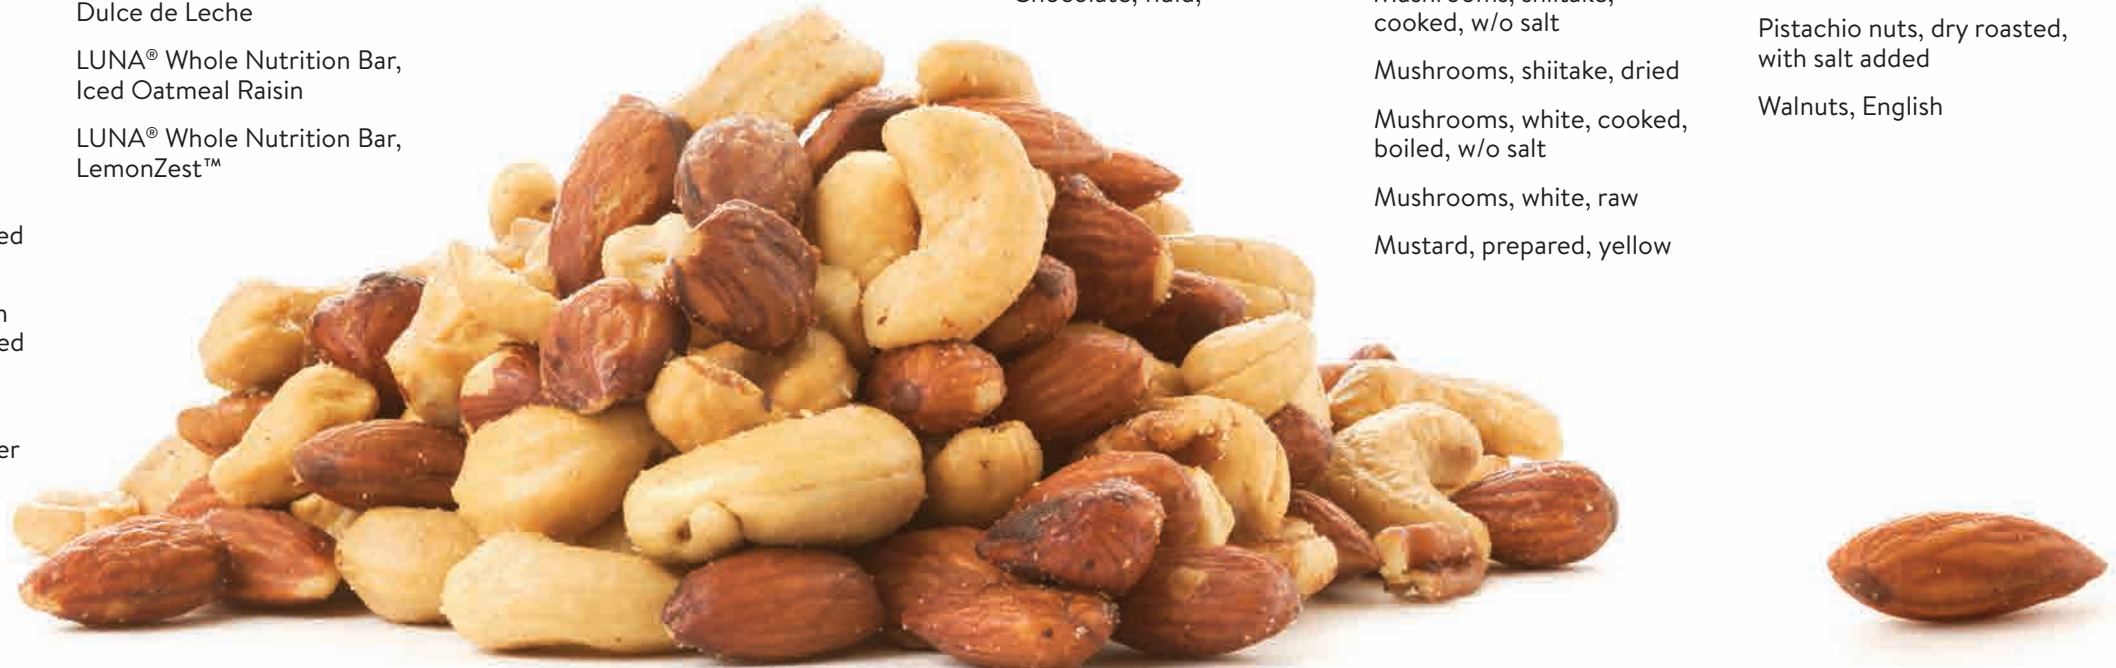 Dulce de Leche
LUNA® Whole Nutrition Bar,
Iced Oatmeal Raisin
LUNA® Whole Nutrition Bar,
LemonZest™
cooked, w/o salt
Mushrooms, shiitake, dried
Mushrooms, white, cooked,
boiled, w/o salt
Mushrooms, white, raw
Mustard, prepared, yellow
Pistachio nuts, dry roasted,
with salt added
Walnuts, English